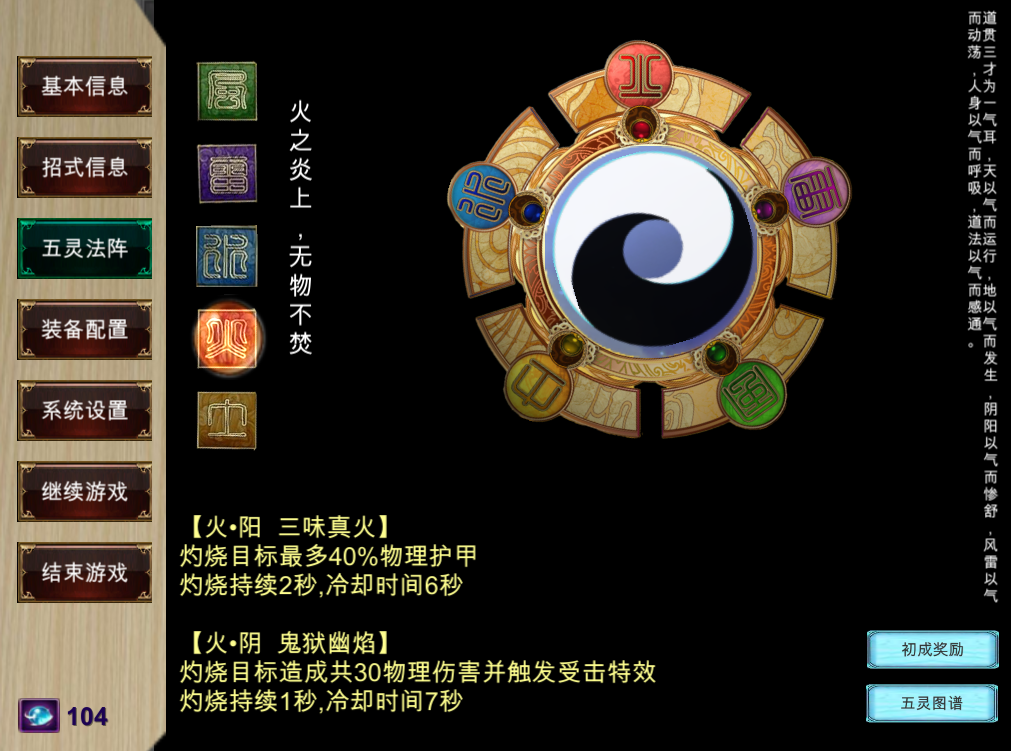 基本信息
招式信息
五灵法阵
装备配置
系统设置
继续游戏
结束游戏
104
風
雷
火
土
火之炎上，无物不焚
道贯三才为一气耳，天以气而运行，地以气而发生，阴阳以气而惨舒，风雷以气
而动荡，人身以气而呼吸，道法以气而感通。
【火•阳 三味真火】
灼烧目标最多40%物理护甲
灼烧持续2秒,冷却时间6秒
【火•阴 鬼狱幽焰】
灼烧目标造成共30物理伤害并触发受击特效
灼烧持续1秒,冷却时间7秒
初成奖励
五灵图谱